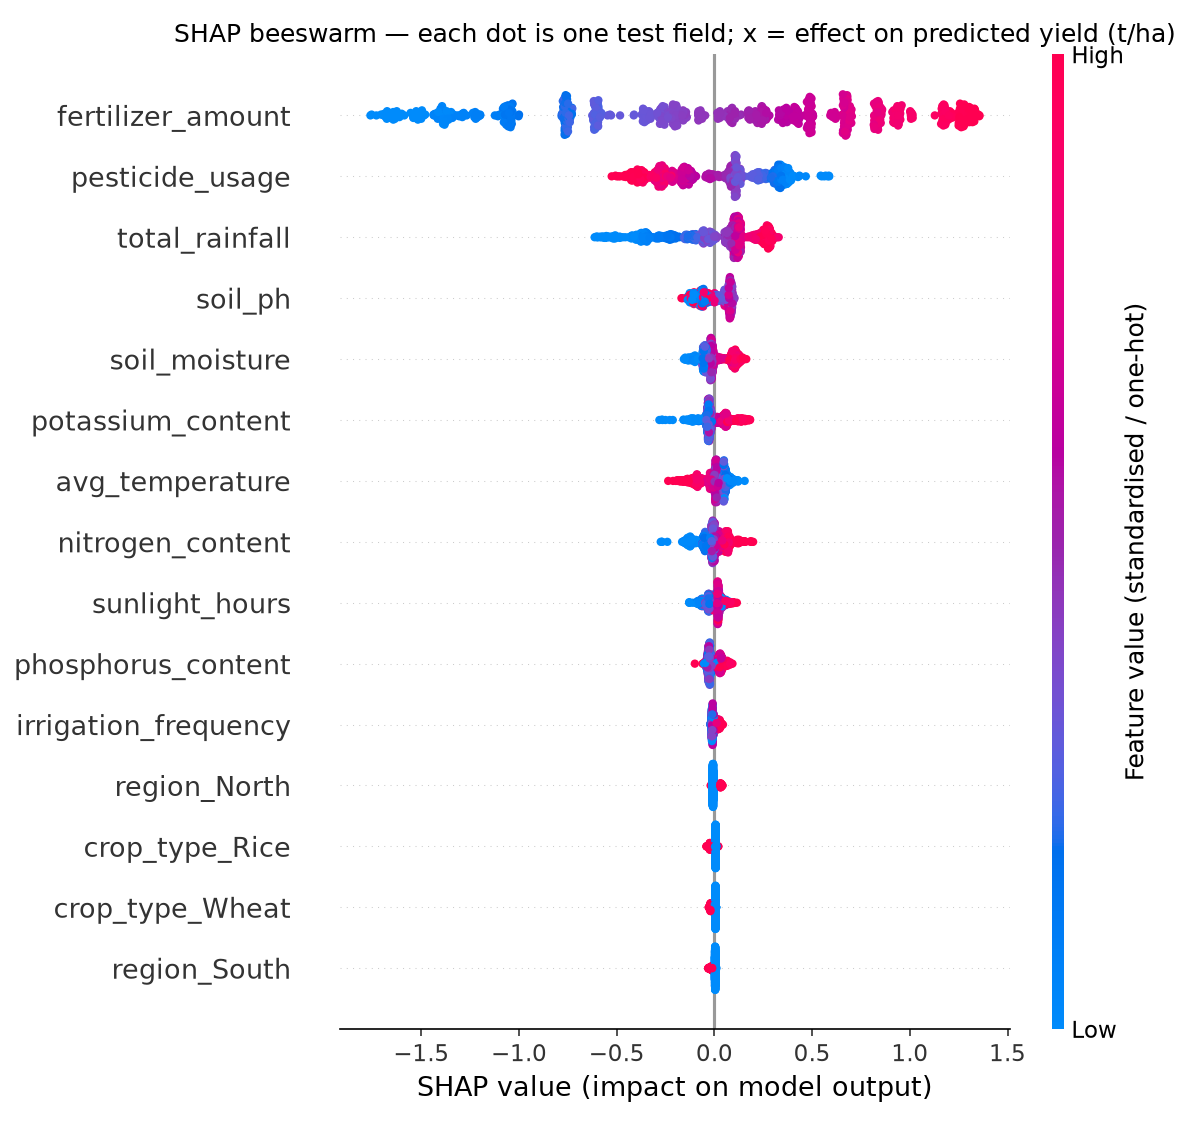 SHAP beeswarm — each dot is one test field; x = effect on predicted yield (t/ha)
High
fertilizer_amount
pesticide_usage
total_rainfall
soil_ph
soil_moisture
potassium_content
avg_temperature
nitrogen_content
sunlight_hours
phosphorus_content
irrigation_frequency
region_North
crop_type_Rice
crop_type_Wheat
region_South
Feature value (standardised / one-hot)
Low
−1.5 −1.0 −0.5 0.0 0.5 1.0 1.5
SHAP value (impact on model output)